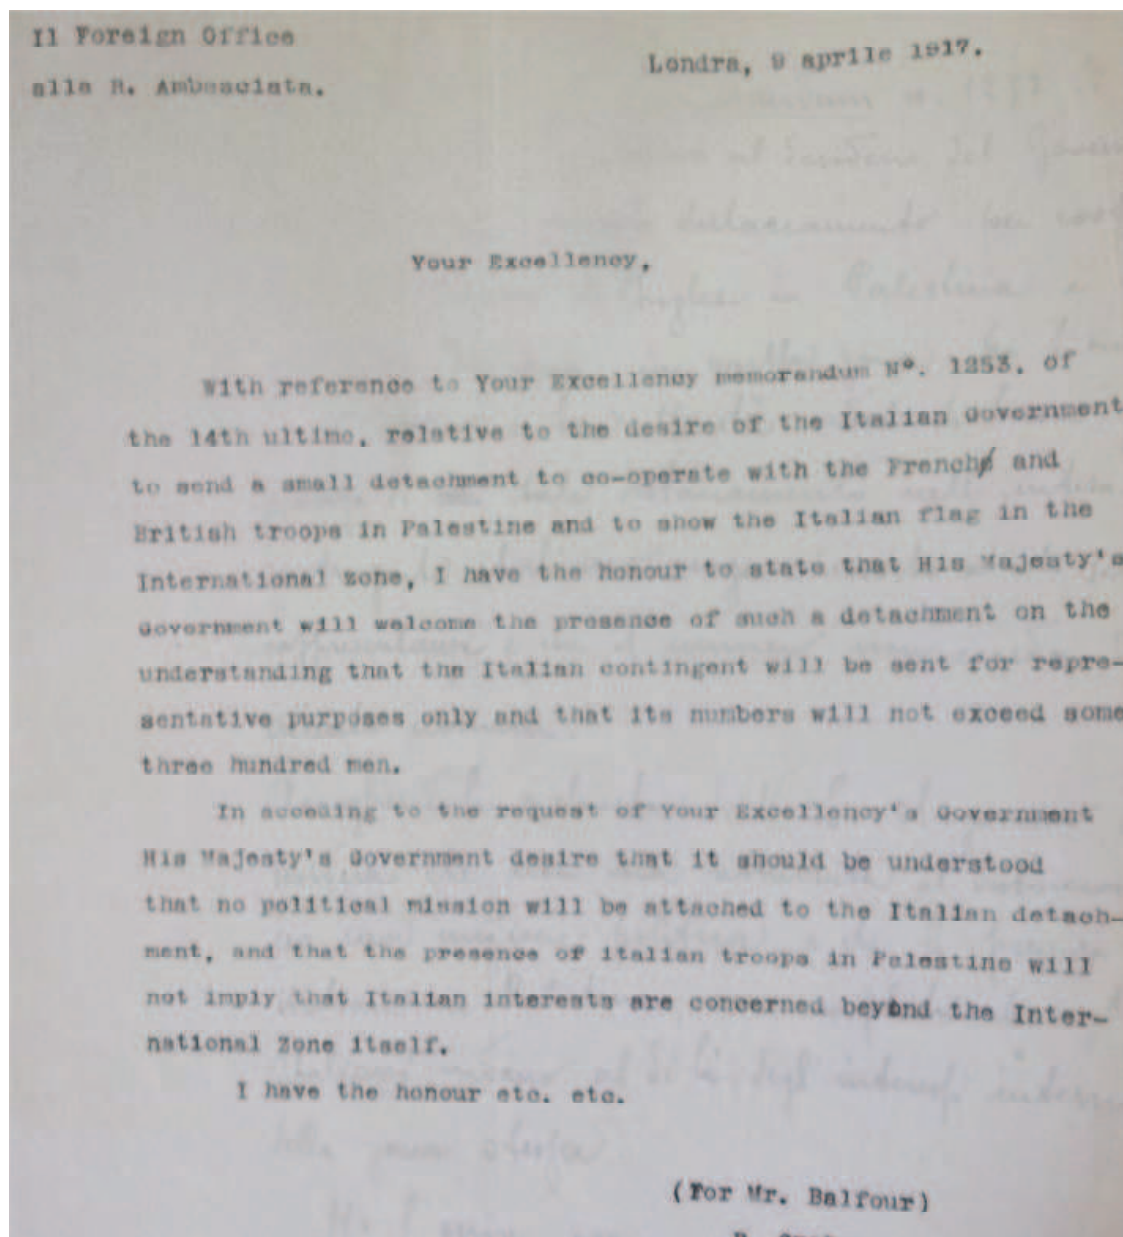 Il Foreign Office
alla R. Ambasciata.
Londra, 9 aprile 1917.
Your Excellency,
With reference to Your Excellency memorandum N°. 1253. of
the 14th ultimo, relative to the desire of the Italian Government
to send a small detachment to co-operate with the French and
British troops in Palestine and to show the Italian flag in the
International zone, I have the honour to state that His Majesty's
Government will welcome the presence of such a detachment on the
understanding that the Italian contingent will be sent for repre-
sentative purposes only and that its numbers will not exceed some
three hundred men.
In acceding to the request of Your Excellency's Government
His Majesty's Government desire that it should be understood
that no political mission will be attached to the Italian detach-
ment, and that the presence of italian troops in Palestine will
not imply that Italian interests are concerned beyond the Inter-
national Zone itself.
I have the honour etc. etc.
(For Mr. Balfour)